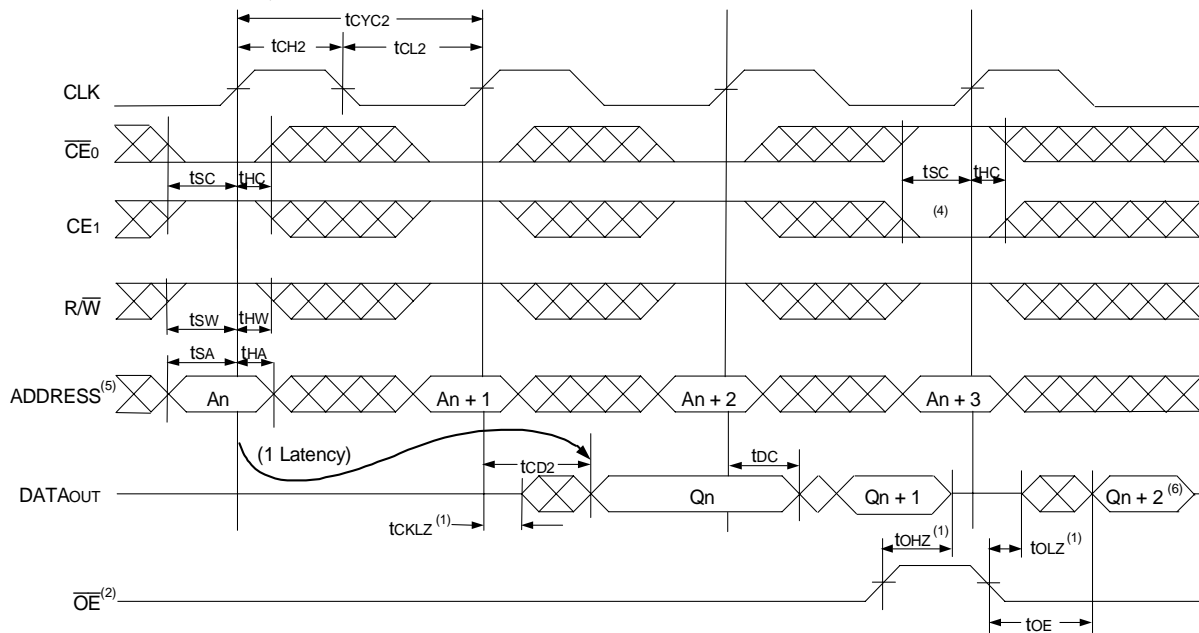 tCYC2
tCH2 tCL2
CLK
CE0
tSC tHC tSC tHC
CE1 (4)
R/W
tSW tHW
tSA tHA
ADDRESS(5) An An + 1 An + 2 An + 3
(1 Latency) tCD2 tDC
DATAOUT Qn Qn + 1 Qn + 2 (6)
tCKLZ (1) tOHZ (1) tOLZ (1)
OE(2)
tOE